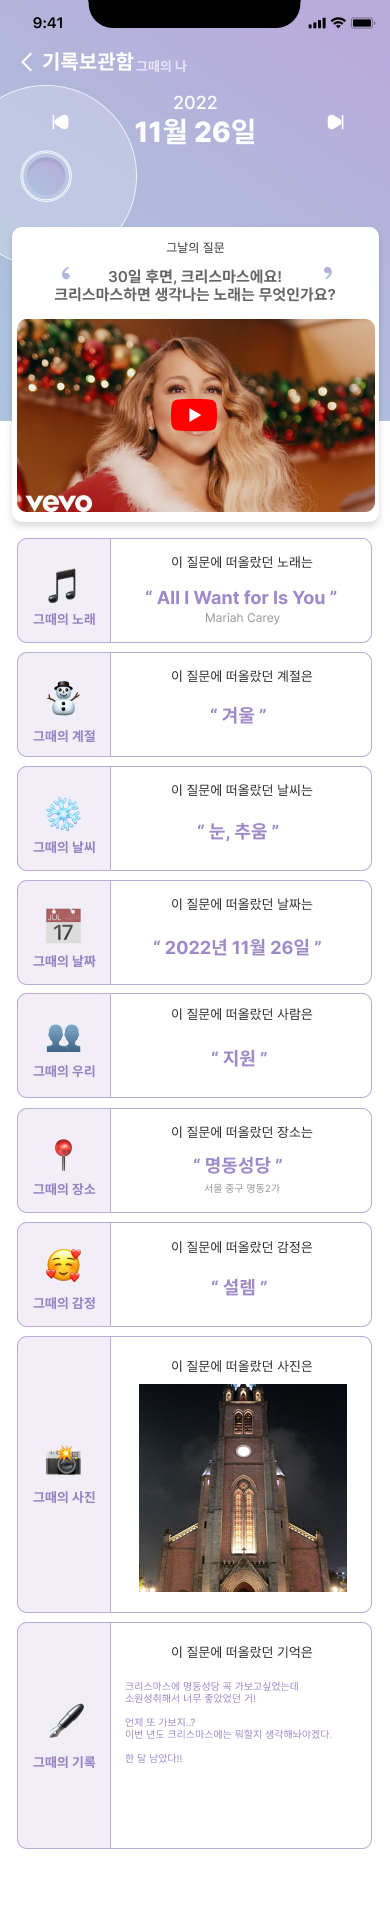 9:41
기록보관함 그때의 나
2022
11월 26일
그날의 질문
‘ 30일 후면, 크리스마스에요! ’
크리스마스하면 생각나는 노래는 무엇인가요?
vevo
이 질문에 떠올랐던 노래는
“ All I Want for Is You ”
Mariah Carey
그때의 노래
이 질문에 떠올랐던 계절은
“ 겨울 ”
그때의 계절
이 질문에 떠올랐던 날씨는
“ 눈, 추움 ”
그때의 날씨
이 질문에 떠올랐던 날짜는
JUL
17
“ 2022년 11월 26일 ”
그때의 날짜
이 질문에 떠올랐던 사람은
“ 지원 ”
그때의 우리
이 질문에 떠올랐던 장소는
“ 명동성당 ”
서울 중구 명동2가
그때의 장소
이 질문에 떠올랐던 감정은
“ 설렘 ”
그때의 감정
이 질문에 떠올랐던 사진은
그때의 사진
이 질문에 떠올랐던 기억은
크리스마스에 명동성당 꼭 가보고싶었는데
소원성취해서 너무 좋았었던 거!
언제 또 가보지..?
이번 년도 크리스마스에는 뭐할지 생각해놔야겠다.
한 달 남았다!!
그때의 기록